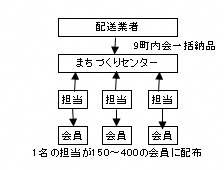 配送業者
9町内会一括納品
まちづくりセンター
担当 担当 担当
会員 会員 会員
1名の担当が150～400の会員に配布